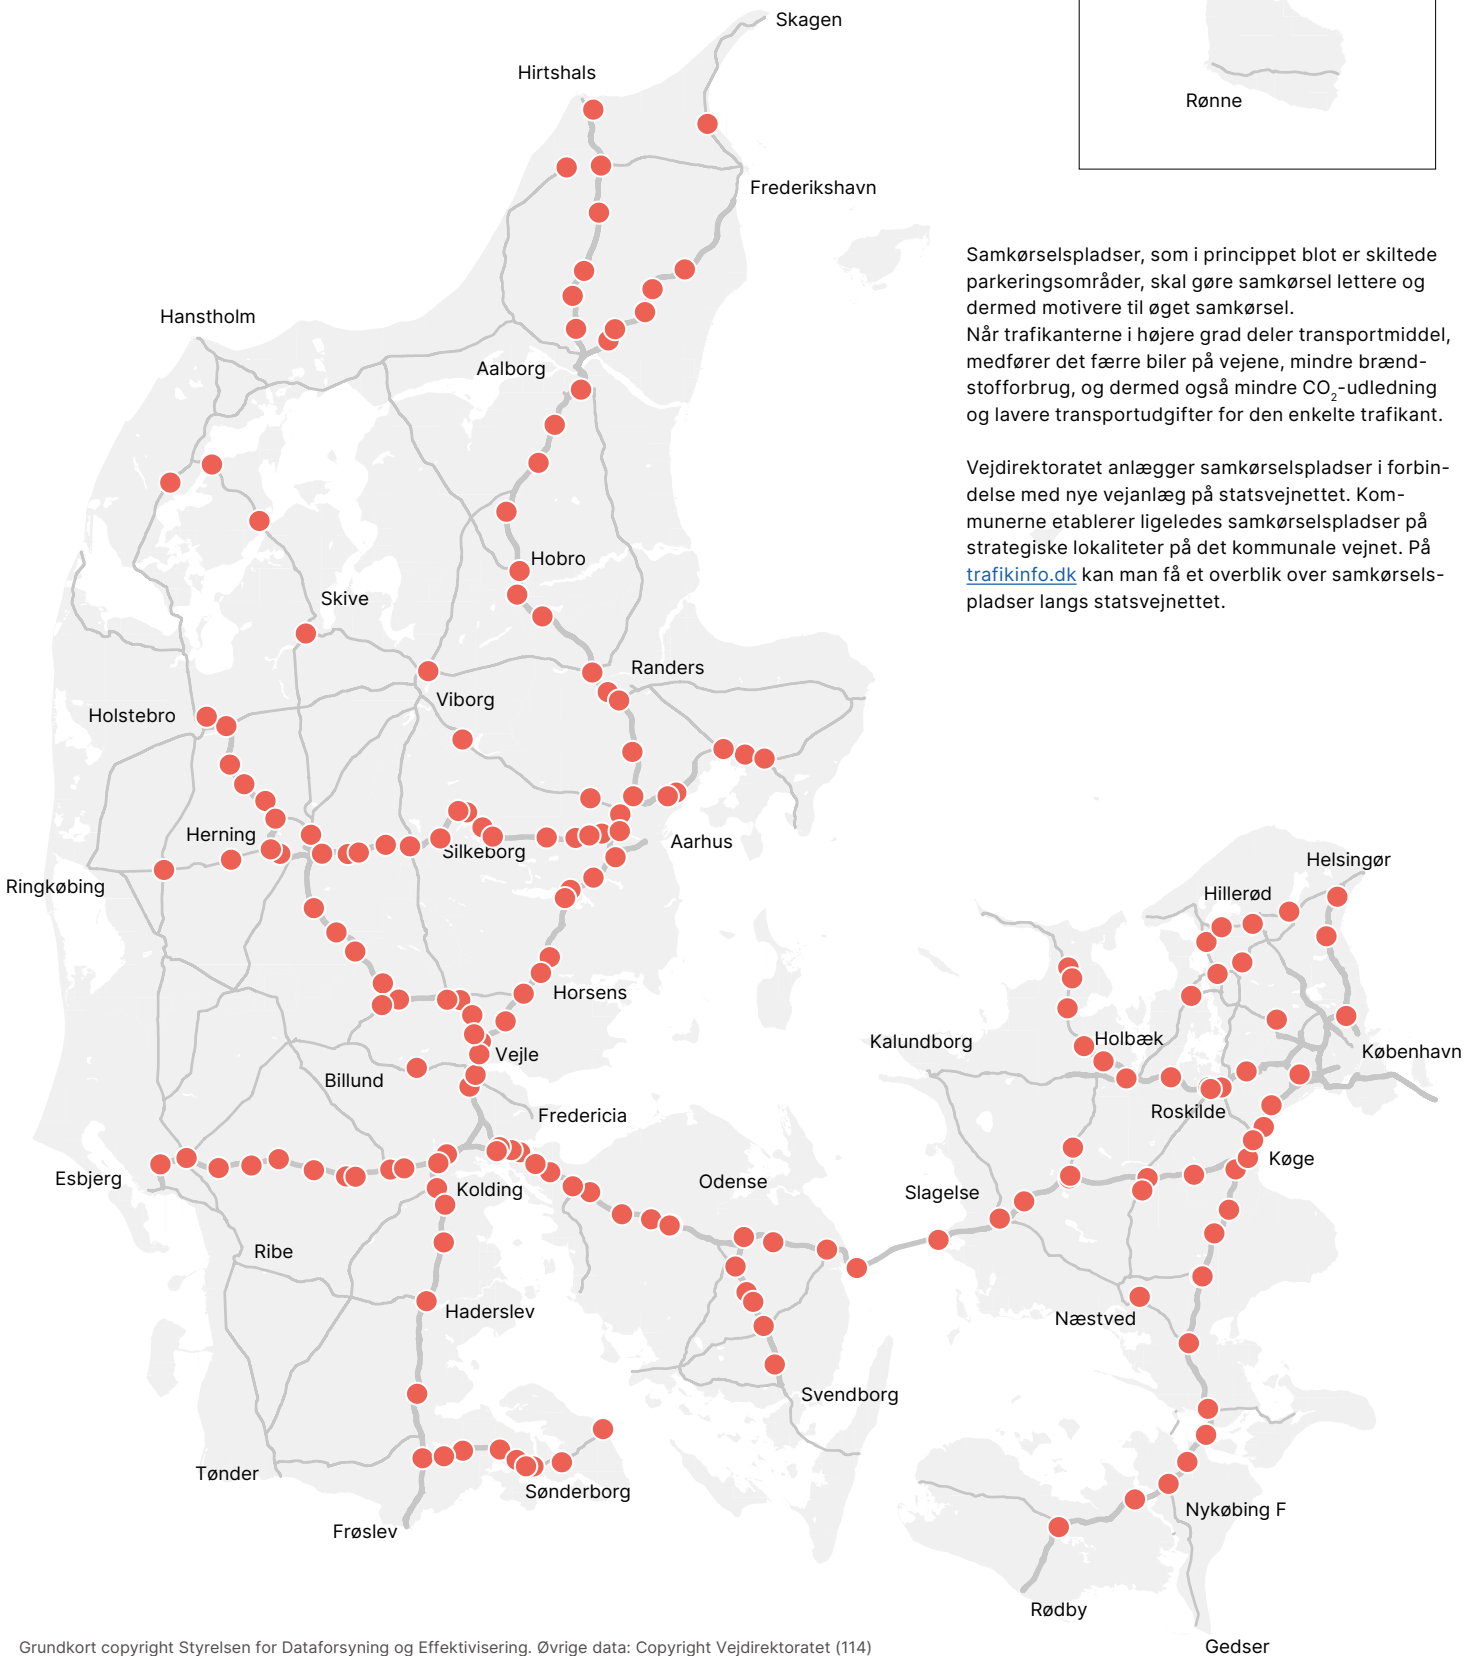 Skagen
Hirtshals
Rønne
Frederikshavn
Samkørselspladser, som i princippet blot er skiltede
parkeringsområder, skal gøre samkørsel lettere og
dermed motivere til øget samkørsel.
Når trafikanterne i højere grad deler transportmiddel,
medfører det færre biler på vejene, mindre brænd-
stofforbrug, og dermed også mindre CO₂-udledning
og lavere transportudgifter for den enkelte trafikant.
Vejdirektoratet anlægger samkørselspladser i forbin-
delse med nye vejanlæg på statsvejnettet. Kom-
munerne etablerer ligeledes samkørselspladser på
strategiske lokaliteter på det kommunale vejnet. På
trafikinfo.dk kan man få et overblik over samkørsels-
pladser langs statsvejnettet.
Hanstholm
Aalborg
Hobro
Skive
Randers
Viborg
Holstebro
Herning
Silkeborg
Aarhus
Ringkøbing
Helsingør
Hillerød
Horsens
Kalundborg
Holbæk
København
Vejle
Billund
Fredericia
Roskilde
Køge
Esbjerg
Kolding
Odense
Slagelse
Ribe
Haderslev
Næstved
Svendborg
Tønder
Sønderborg
Nykøbing F
Frøslev
Rødby
Gedser
Grundkort copyright Styrelsen for Dataforsyning og Effektivisering. Øvrige data: Copyright Vejdirektoratet (114)